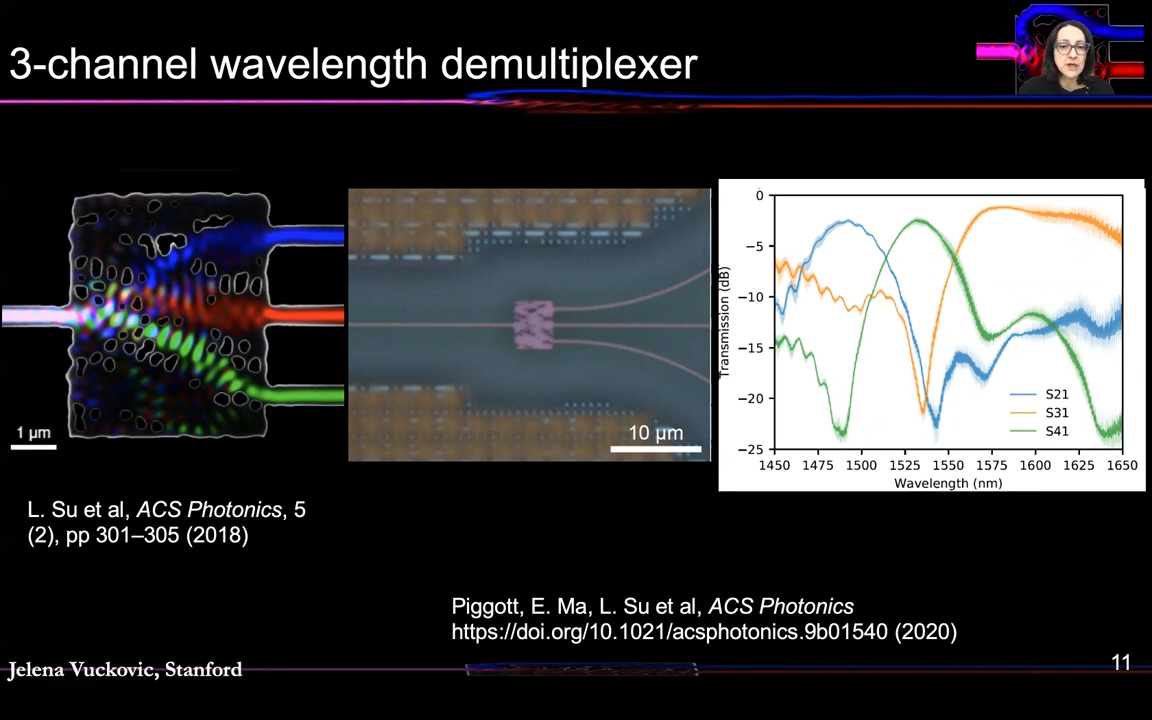 3-channel wavelength demultiplexer
1 μm
10 μm
0
−5
−10
−15
−20
−25
Transmission (dB)
S21
S31
S41
1450 1475 1500 1525 1550 1575 1600 1625 1650
Wavelength (nm)
L. Su et al, ACS Photonics, 5
(2), pp 301–305 (2018)
Piggott, E. Ma, L. Su et al, ACS Photonics
https://doi.org/10.1021/acsphotonics.9b01540 (2020)
Jelena Vuckovic, Stanford
11